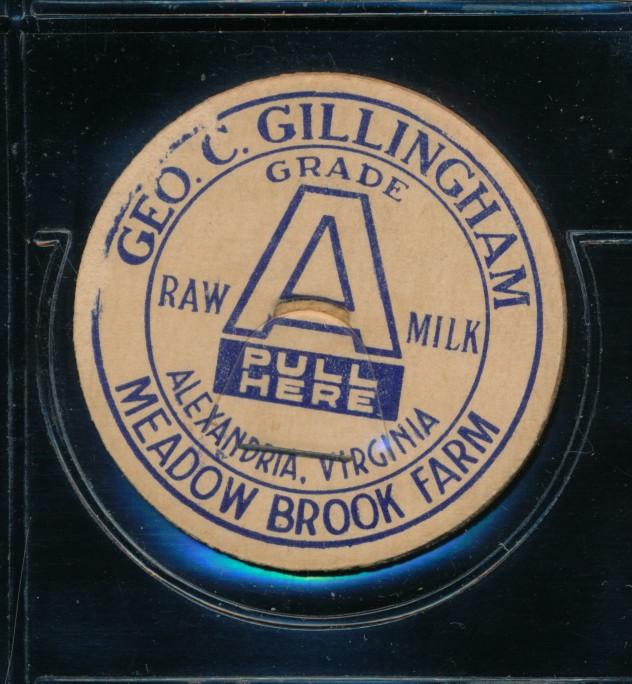 GEO. C. GILLINGHAM
GRADE
A
RAW MILK
PULL
HERE
ALEXANDRIA, VIRGINIA
MEADOW BROOK FARM